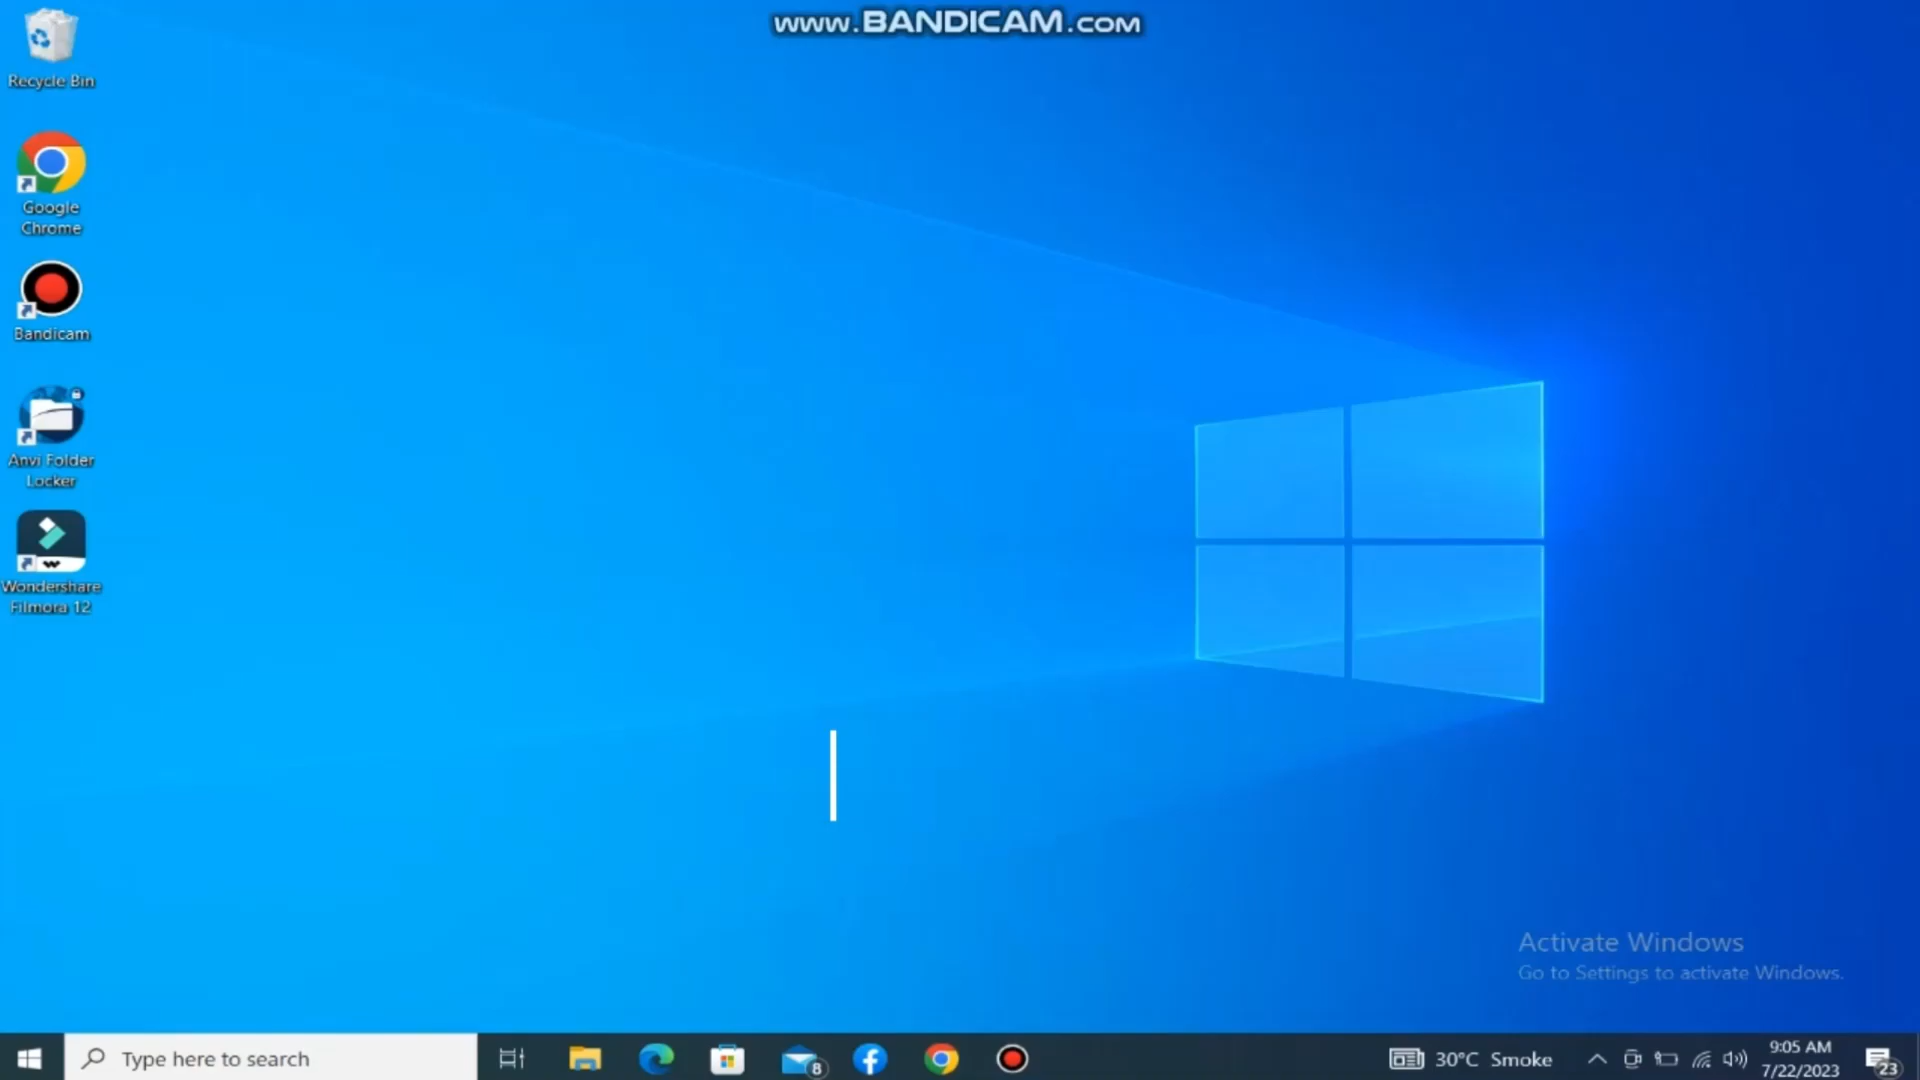 www.BANDICAM.com
Recycle Bin
Google
Chrome
Bandicam
Anvi Folder
Locker
Wondershare
Filmora 12
Activate Windows
Go to Settings to activate Windows.
Type here to search
8
30°C Smoke
9:05 AM
7/22/2023
23